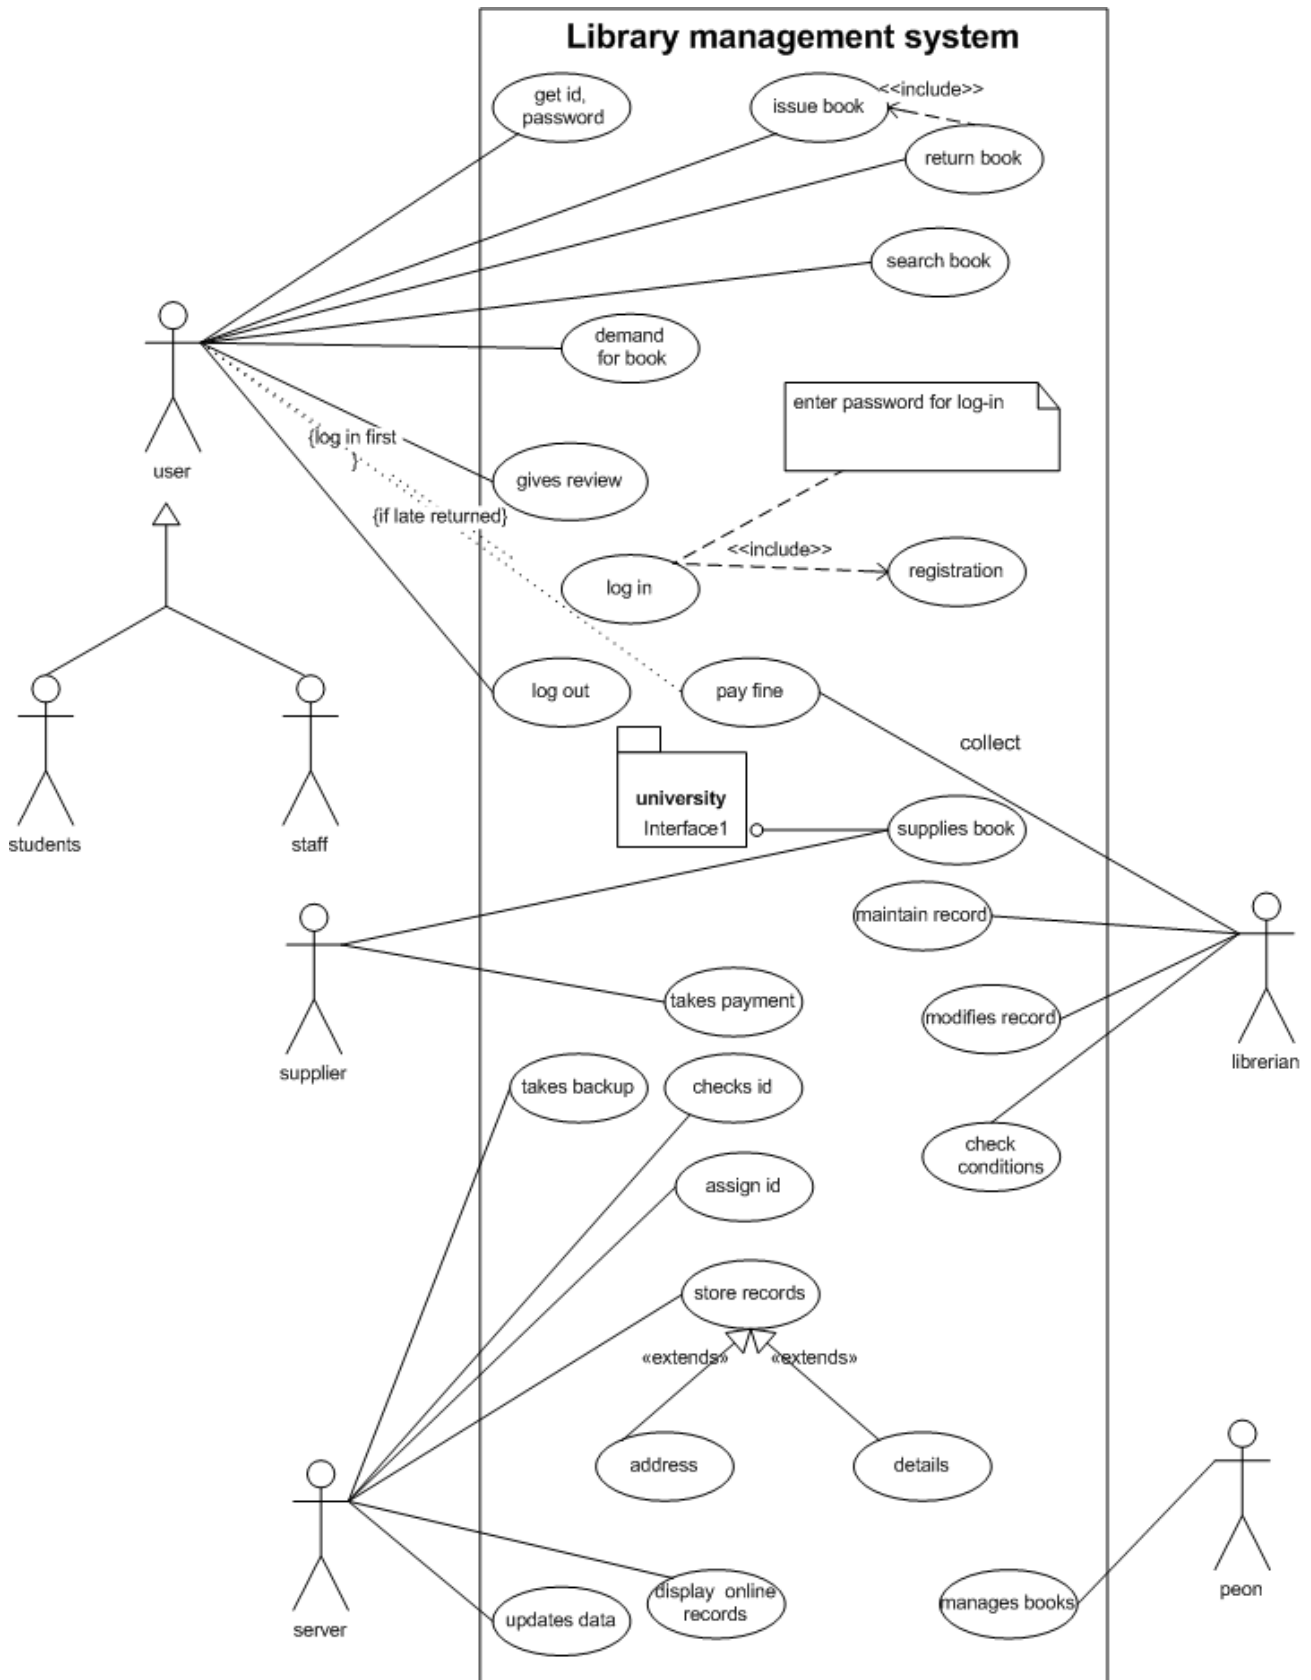 Library management system
get id,
password
issue book
<<include>>
return book
search book
demand
for book
enter password for log-in
{log in first
}
user
gives review
{if late returned}
<<include>>
log in
registration
log out
pay fine
collect
university
Interface1
supplies book
students
staff
maintain record
takes payment
modifies record
supplier
librerian
takes backup
checks id
check
conditions
assign id
store records
«extends»
«extends»
address
details
display online
records
updates data
manages books
server
peon